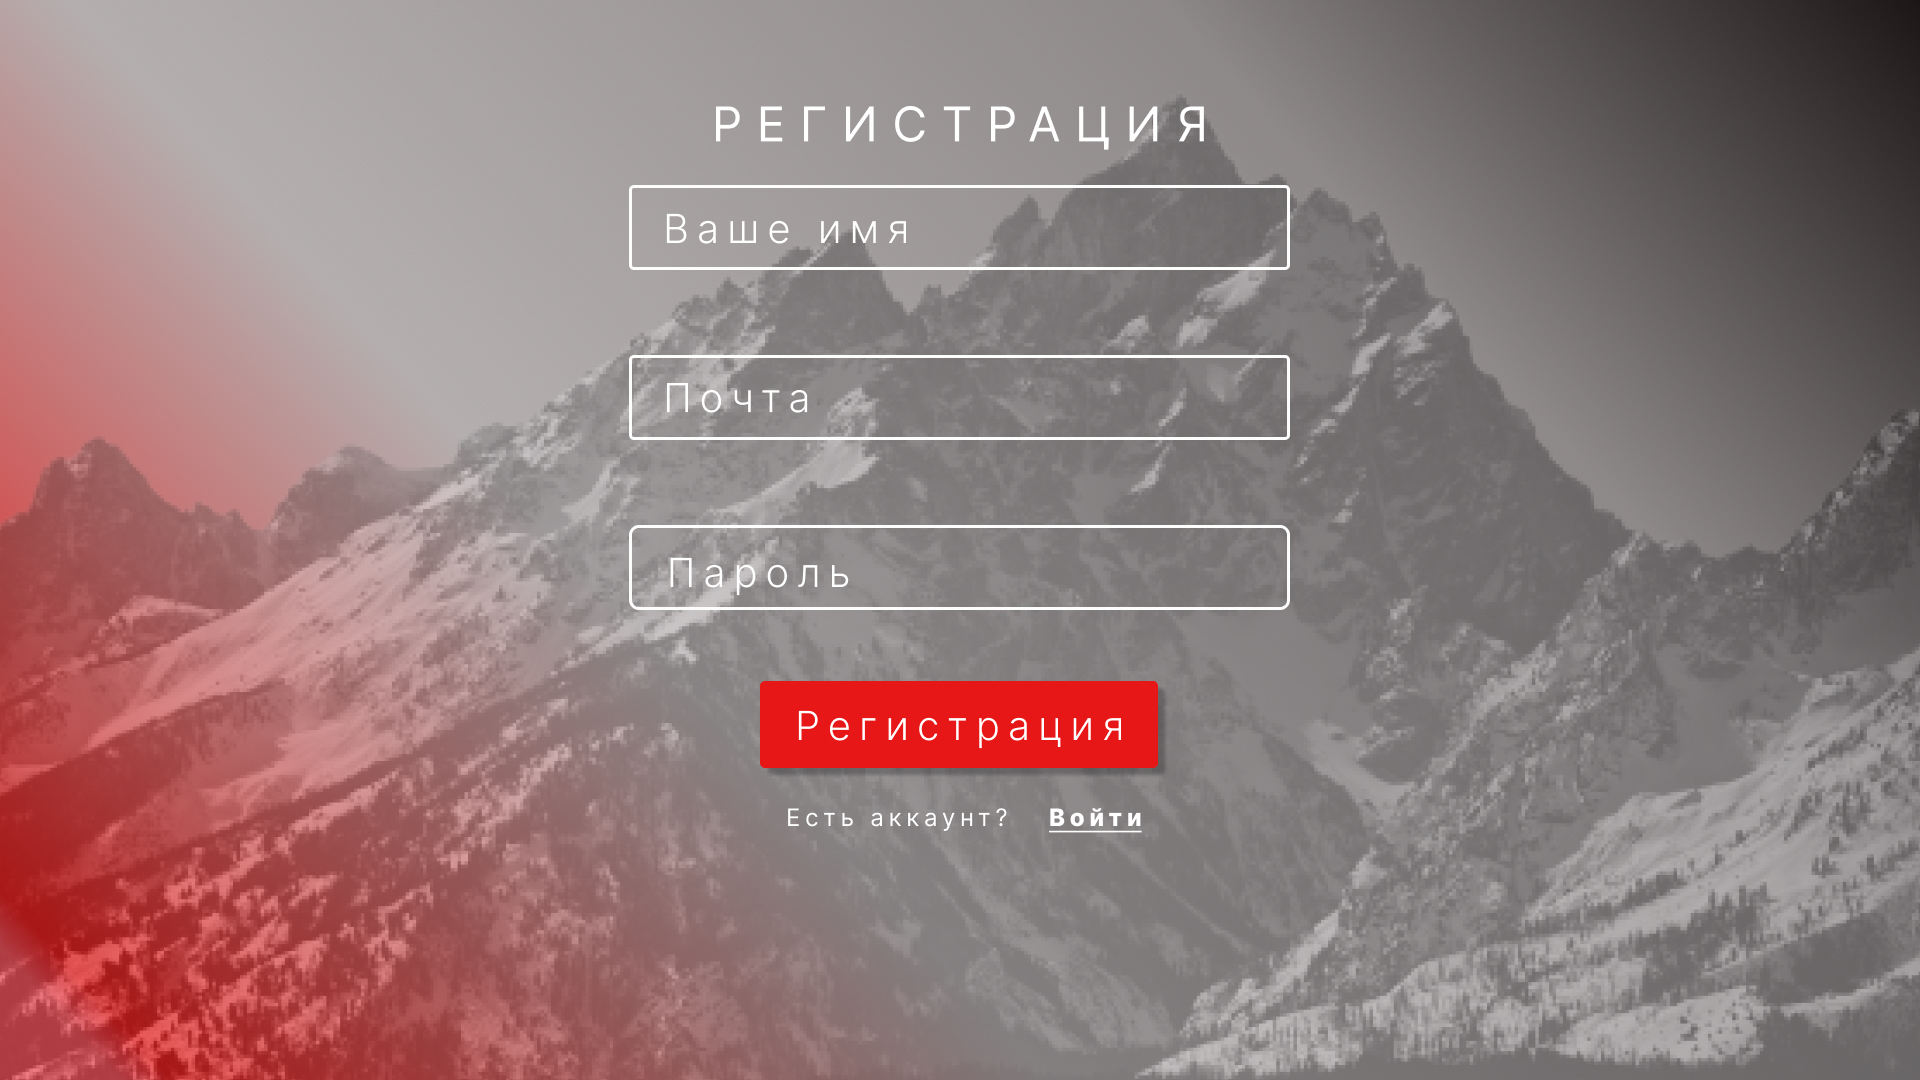 РЕГИСТРАЦИЯ
Ваше имя
Почта
Пароль
Регистрация
Есть аккаунт? Войти